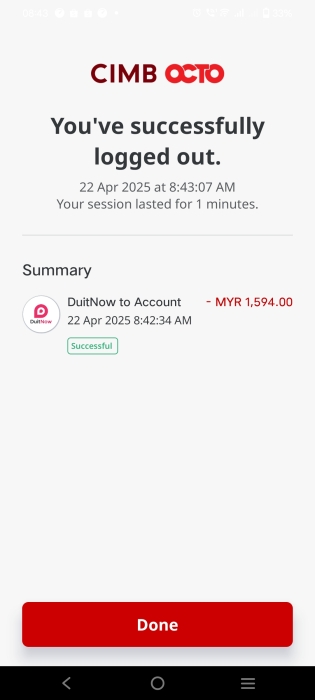 CIMB OCTO
You've successfully
logged out.
22 Apr 2025 at 8:43:07 AM
Your session lasted for 1 minutes.
Summary
DuitNow to Account - MYR 1,594.00
DuitNow
22 Apr 2025 8:42:34 AM
Successful
Done